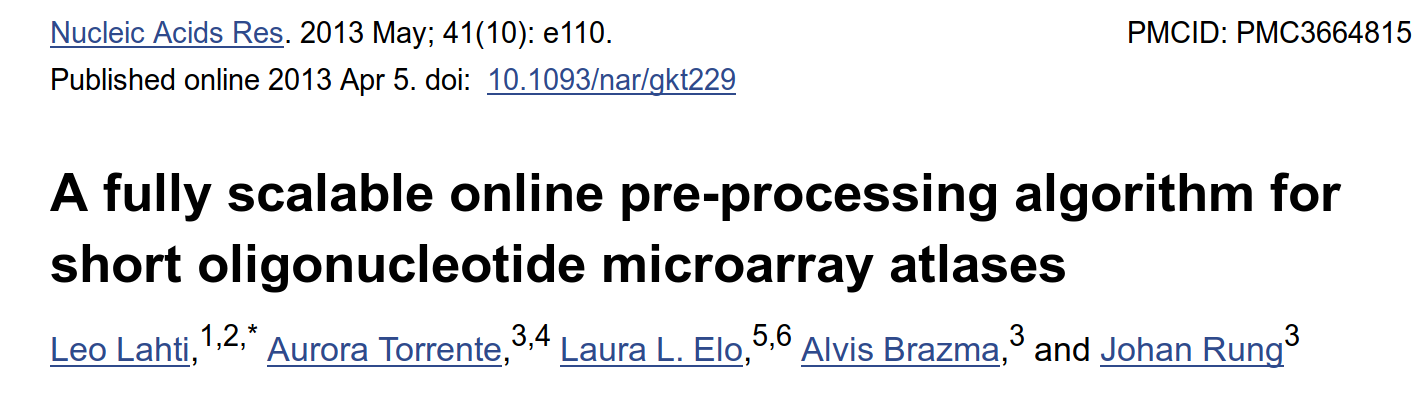 Nucleic Acids Res. 2013 May; 41(10): e110. PMCID: PMC3664815
Published online 2013 Apr 5. doi: 10.1093/nar/gkt229
A fully scalable online pre-processing algorithm for
short oligonucleotide microarray atlases
Leo Lahti,1,2,* Aurora Torrente,3,4 Laura L. Elo,5,6 Alvis Brazma,3 and Johan Rung3